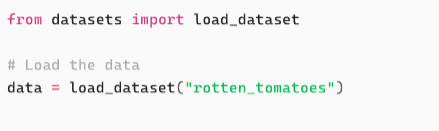 from datasets import load_dataset
# Load the data
data = load_dataset("rotten_tomatoes")